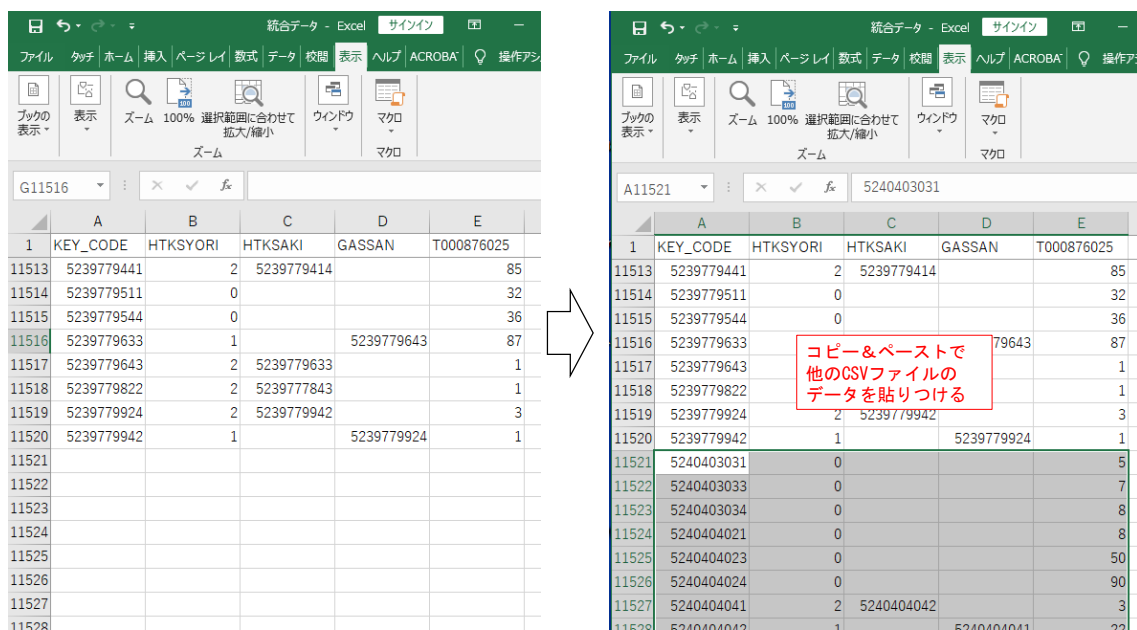 統合データ - Excel サインイン
ファイル タッチ ホーム 挿入 ページ レイ 数式 データ 校閲 表示 ヘルプ ACROBAT 操作アシ
ブックの表示 表示 ズーム 100% 選択範囲に合わせて拡大/縮小 ウィンドウ マクロ
ズーム マクロ
G11516 fx
A B C D E
1 KEY_CODE HTKSYORI HTKSAKI GASSAN T000876025
11513 5239779441 2 5239779414 85
11514 5239779511 0 32
11515 5239779544 0 36
11516 5239779633 1 5239779643 87
11517 5239779643 2 5239779633 1
11518 5239779822 2 5239777843 1
11519 5239779924 2 5239779942 3
11520 5239779942 1 5239779924 1
11521
11522
11523
11524
11525
11526
11527
11528
統合データ - Excel サインイン
ファイル タッチ ホーム 挿入 ページ レイ 数式 データ 校閲 表示 ヘルプ ACROBAT 操作ア
ブックの表示 表示 ズーム 100% 選択範囲に合わせて拡大/縮小 ウィンドウ マクロ
ズーム マクロ
A11521 fx 5240403031
A B C D E
1 KEY_CODE HTKSYORI HTKSAKI GASSAN T000876025
11513 5239779441 2 5239779414 85
11514 5239779511 0 32
11515 5239779544 0 36
11516 5239779633 79643 87
11517 5239779643 1
11518 5239779822 1
11519 5239779924 2 5239779942 3
11520 5239779942 1 5239779924 1
11521 5240403031 0 5
11522 5240403033 0 7
11523 5240403034 0 8
11524 5240404021 0 8
11525 5240404023 0 50
11526 5240404024 0 90
11527 5240404041 2 5240404042 3
11528 5240404042 1 5240404041 22
コピー&ペーストで
他のCSVファイルの
データを貼りつける